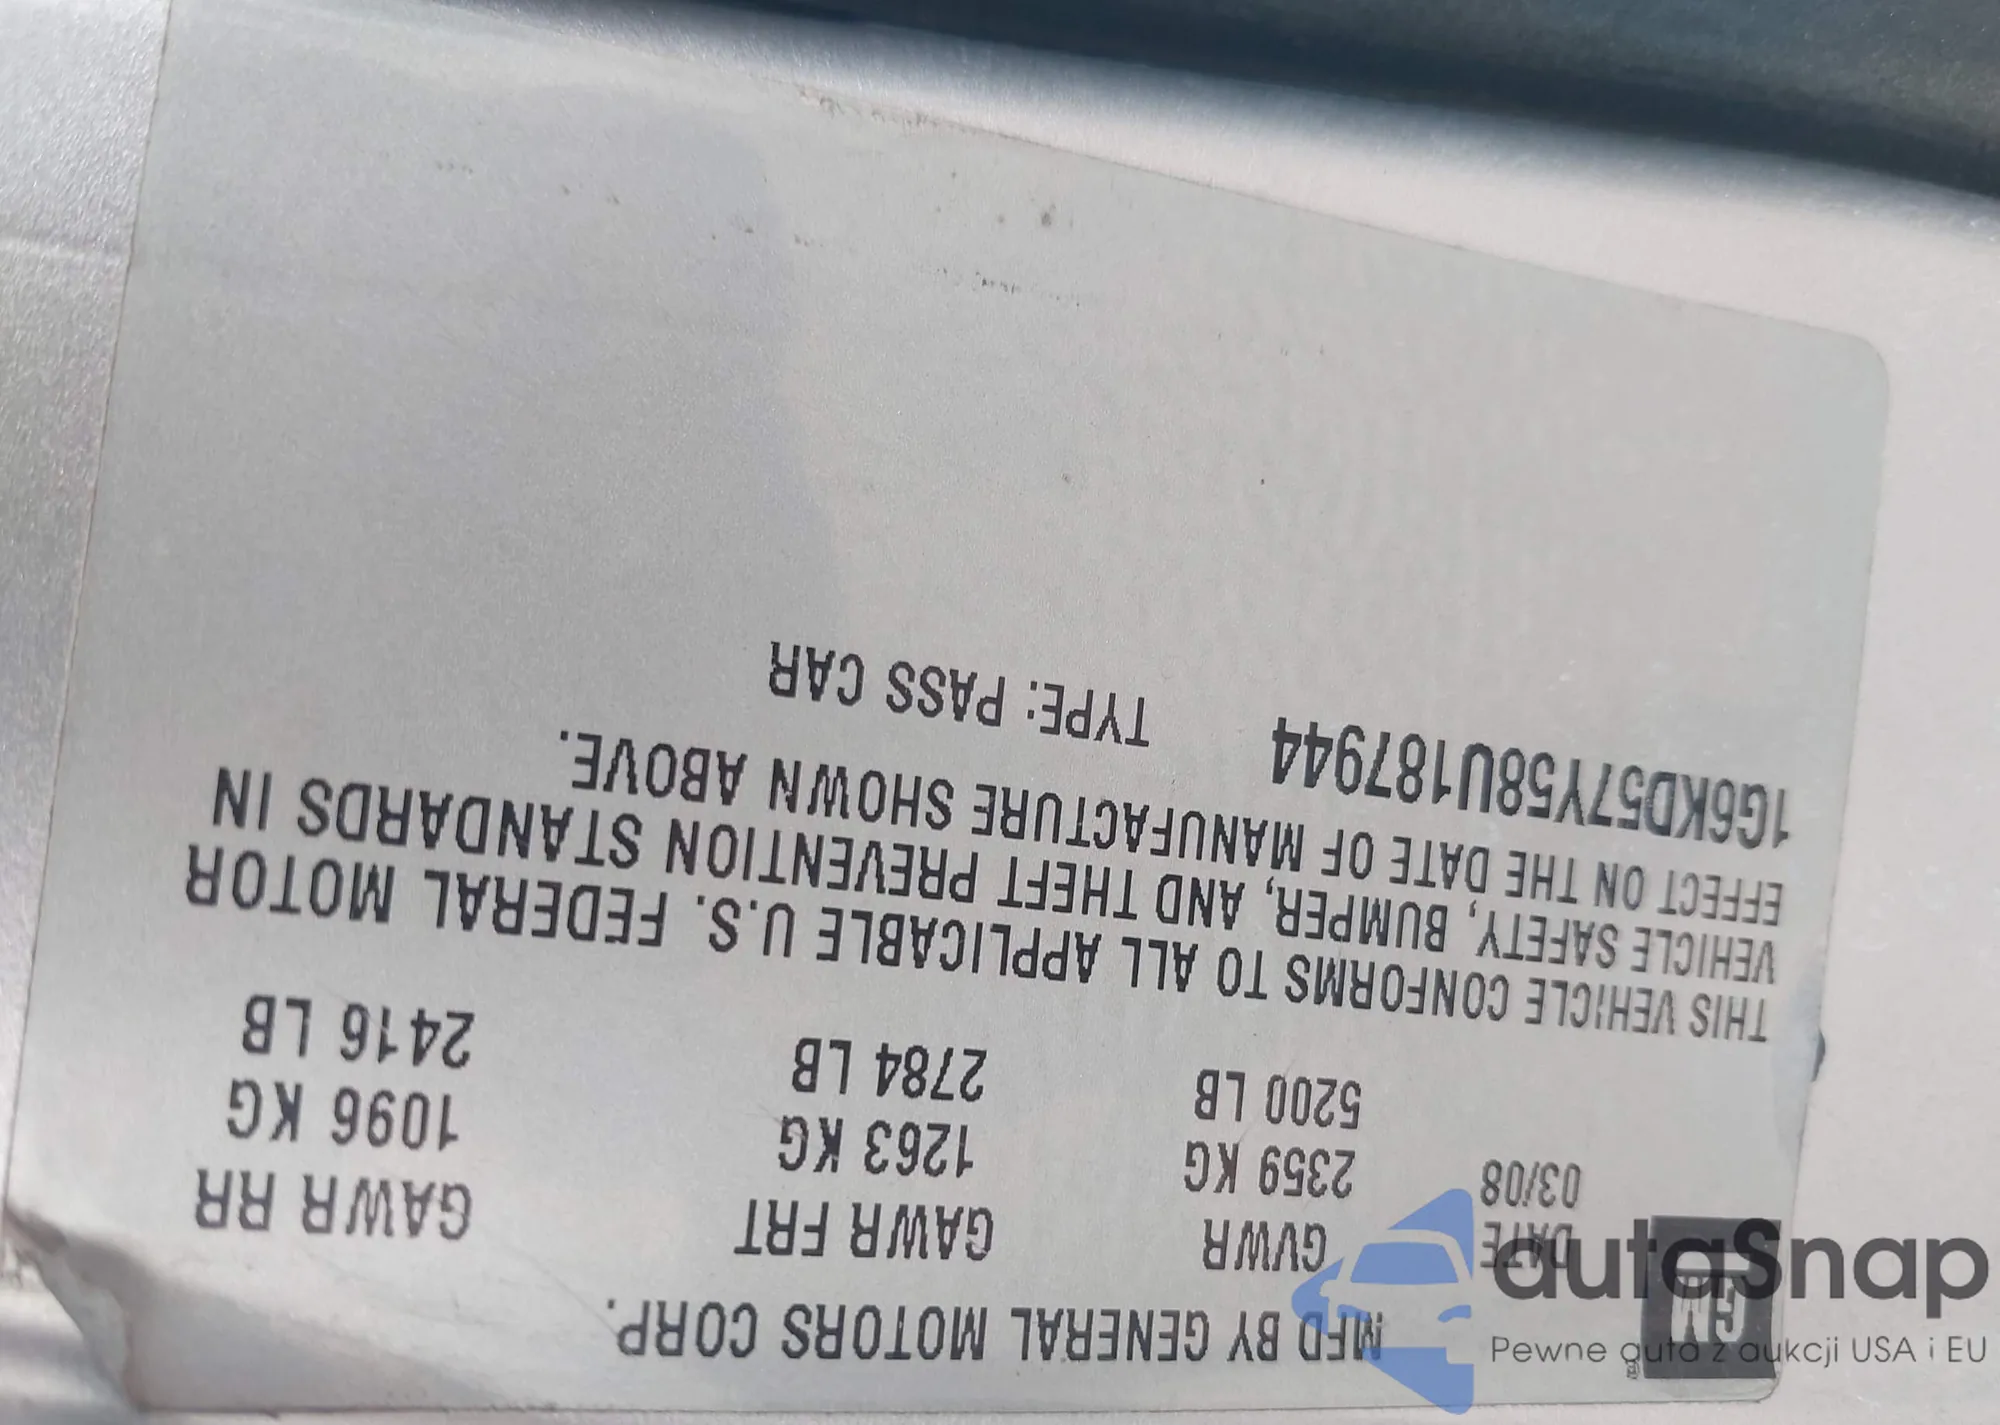 GM
MFD BY GENERAL MOTORS CORP.
DATE GVWR GAWR FRT GAWR RR
03/08 2359 KG 1263 KG 1096 KG
5200 LB 2784 LB 2416 LB
THIS VEHICLE CONFORMS TO ALL APPLICABLE U.S. FEDERAL MOTOR
VEHICLE SAFETY, BUMPER, AND THEFT PREVENTION STANDARDS IN
EFFECT ON THE DATE OF MANUFACTURE SHOWN ABOVE.
1G6KD57Y58U187944 TYPE: PASS CAR
autaSnap
Pewne auta z aukcji USA i EU